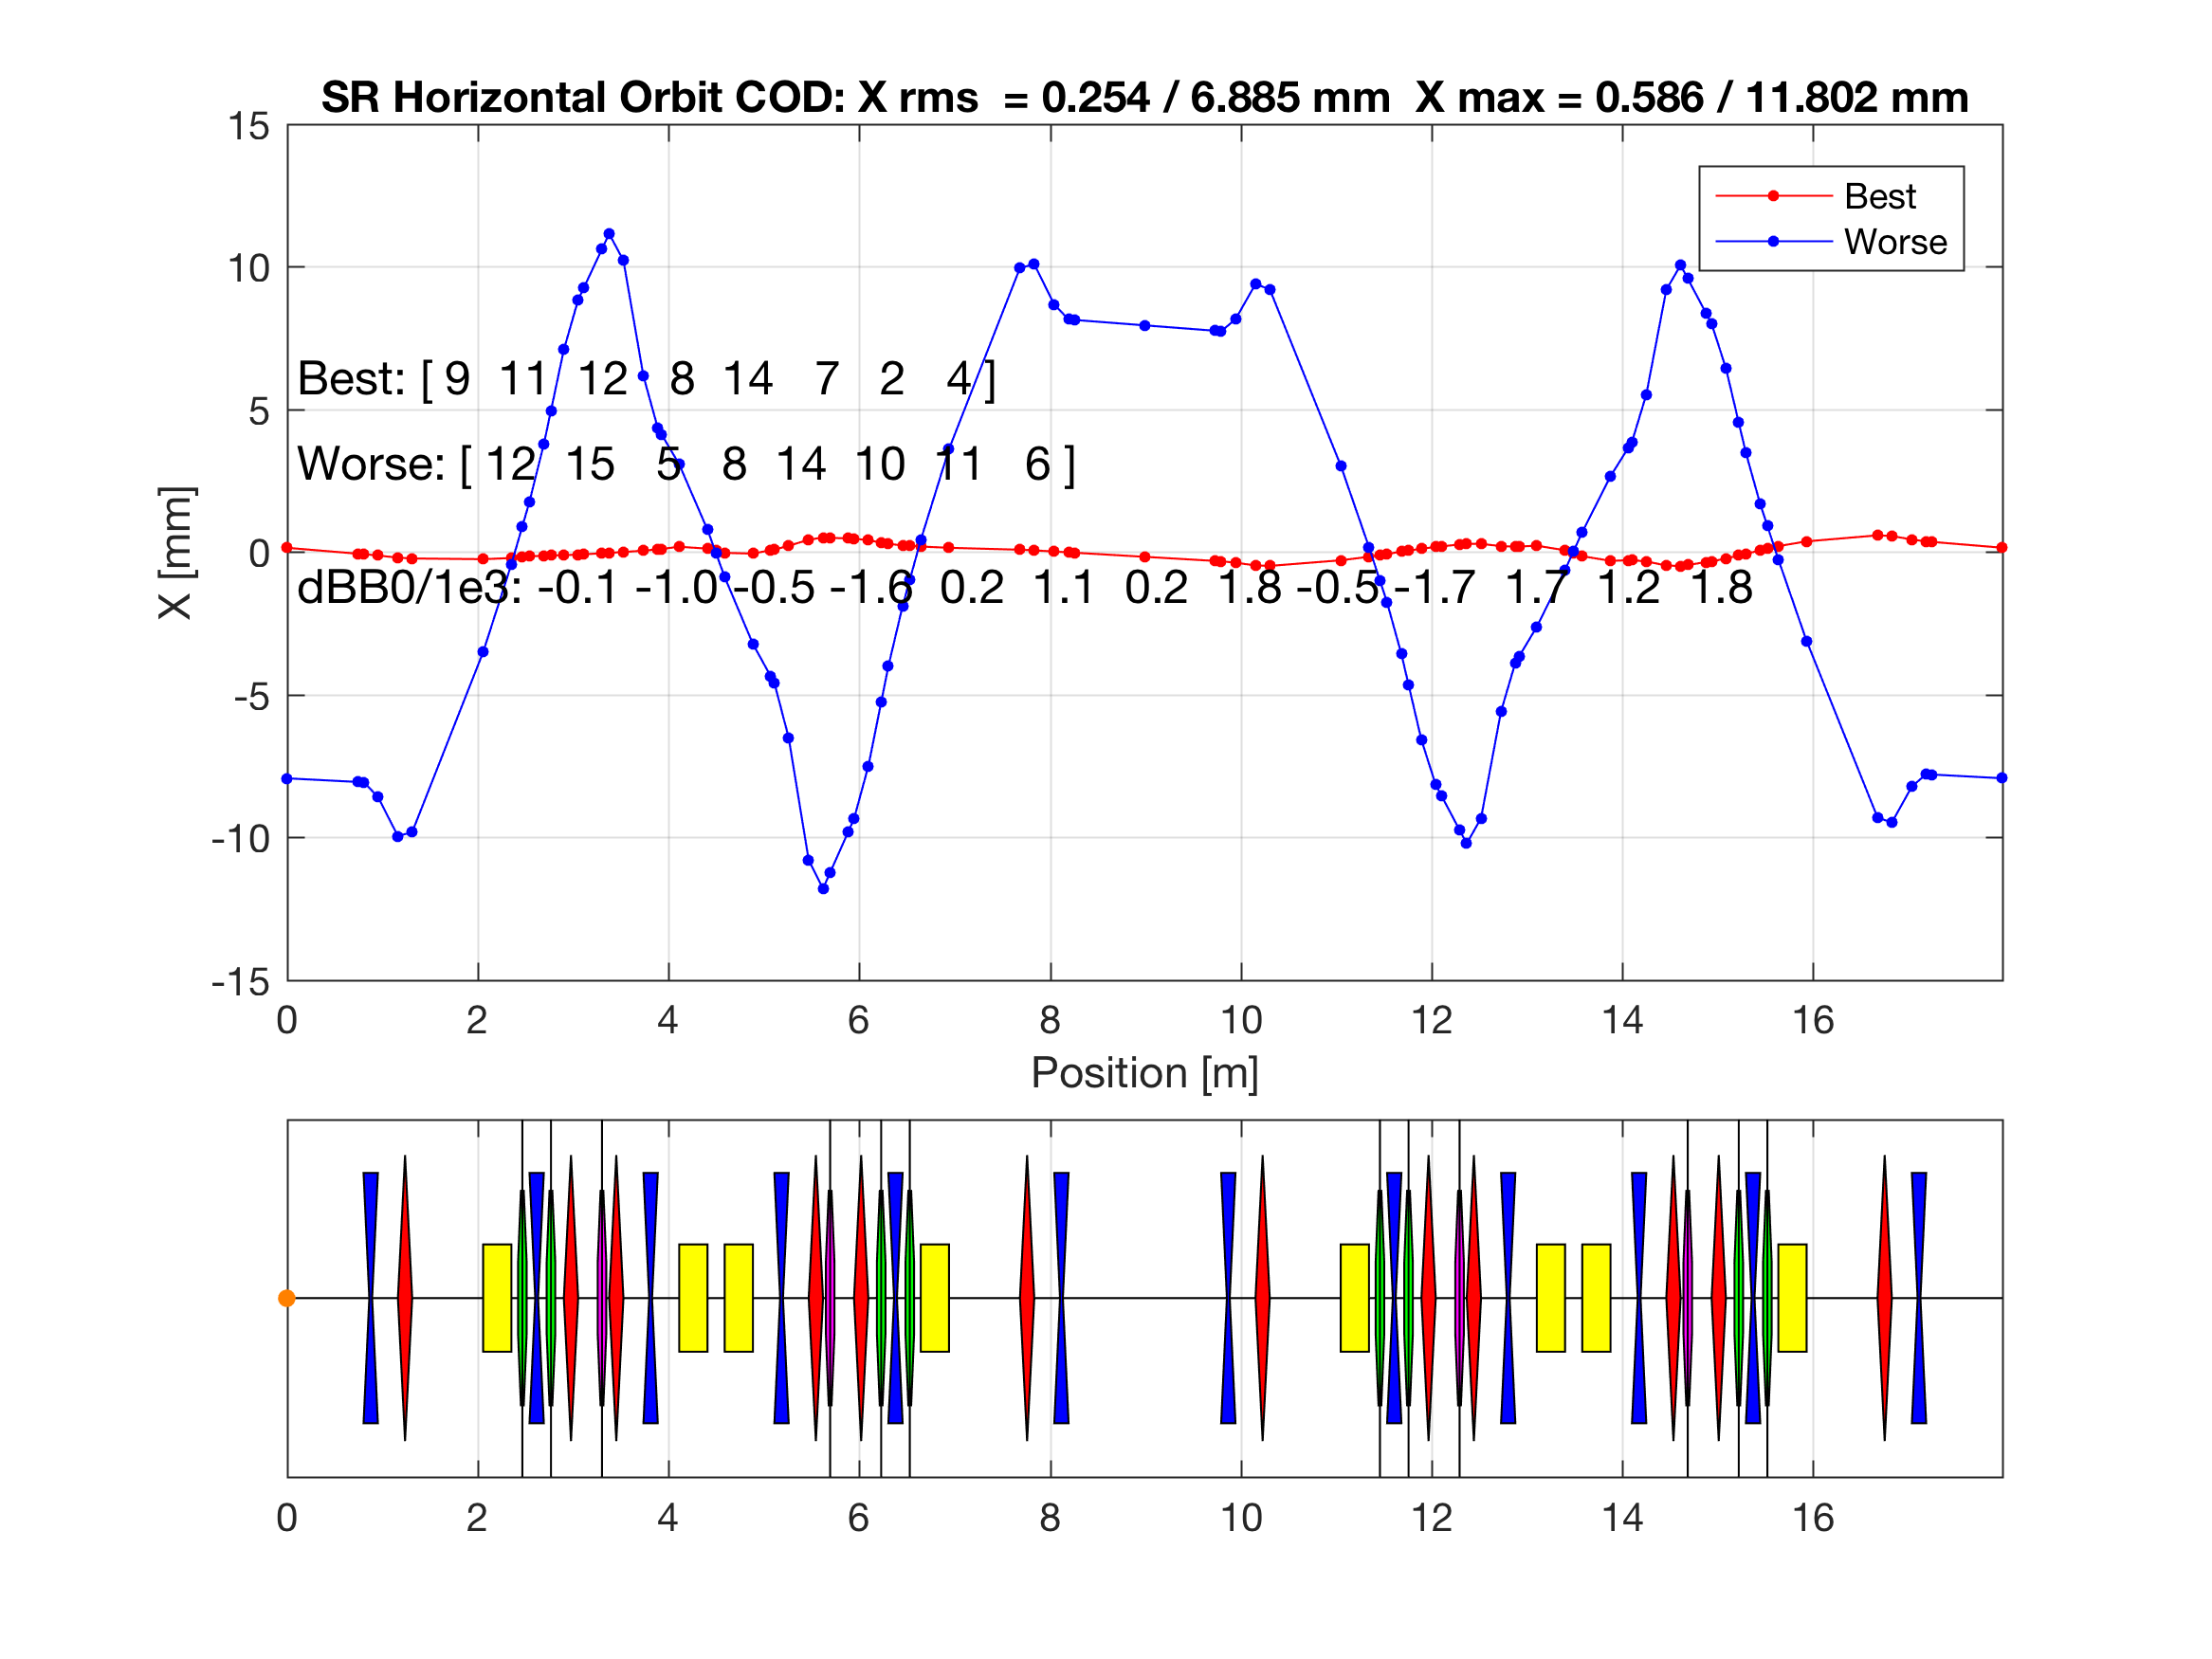 SR Horizontal Orbit COD: X rms = 0.254 / 6.885 mm X max = 0.586 / 11.802 mm
15
10
5
0
-5
-10
-15
X [mm]
Best
Worse
Best: [ 9 11 12 8 14 7 2 4 ]
Worse: [ 12 15 5 8 14 10 11 6 ]
dBB0/1e3: -0.1 -1.0 -0.5 -1.6 0.2 1.1 0.2 1.8 -0.5 -1.7 1.7 1.2 1.8
0 2 4 6 8 10 12 14 16
Position [m]
0 2 4 6 8 10 12 14 16